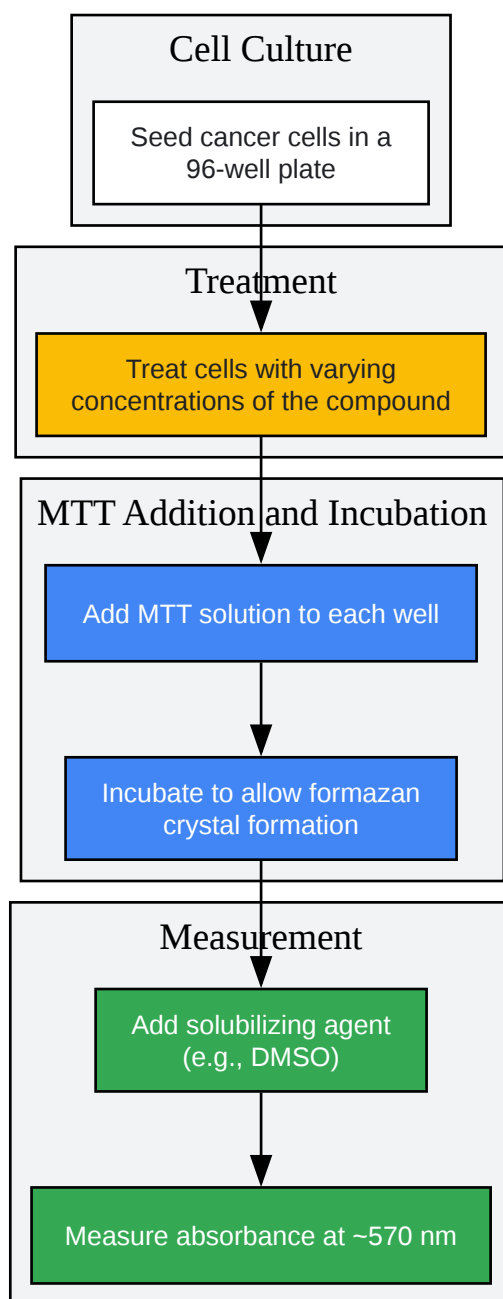 Cell Culture
Seed cancer cells in a
96-well plate
Treatment
Treat cells with varying
concentrations of the compound
MTT Addition and Incubation
Add MTT solution to each well
Incubate to allow formazan
crystal formation
Measurement
Add solubilizing agent
(e.g., DMSO)
Measure absorbance at ~570 nm